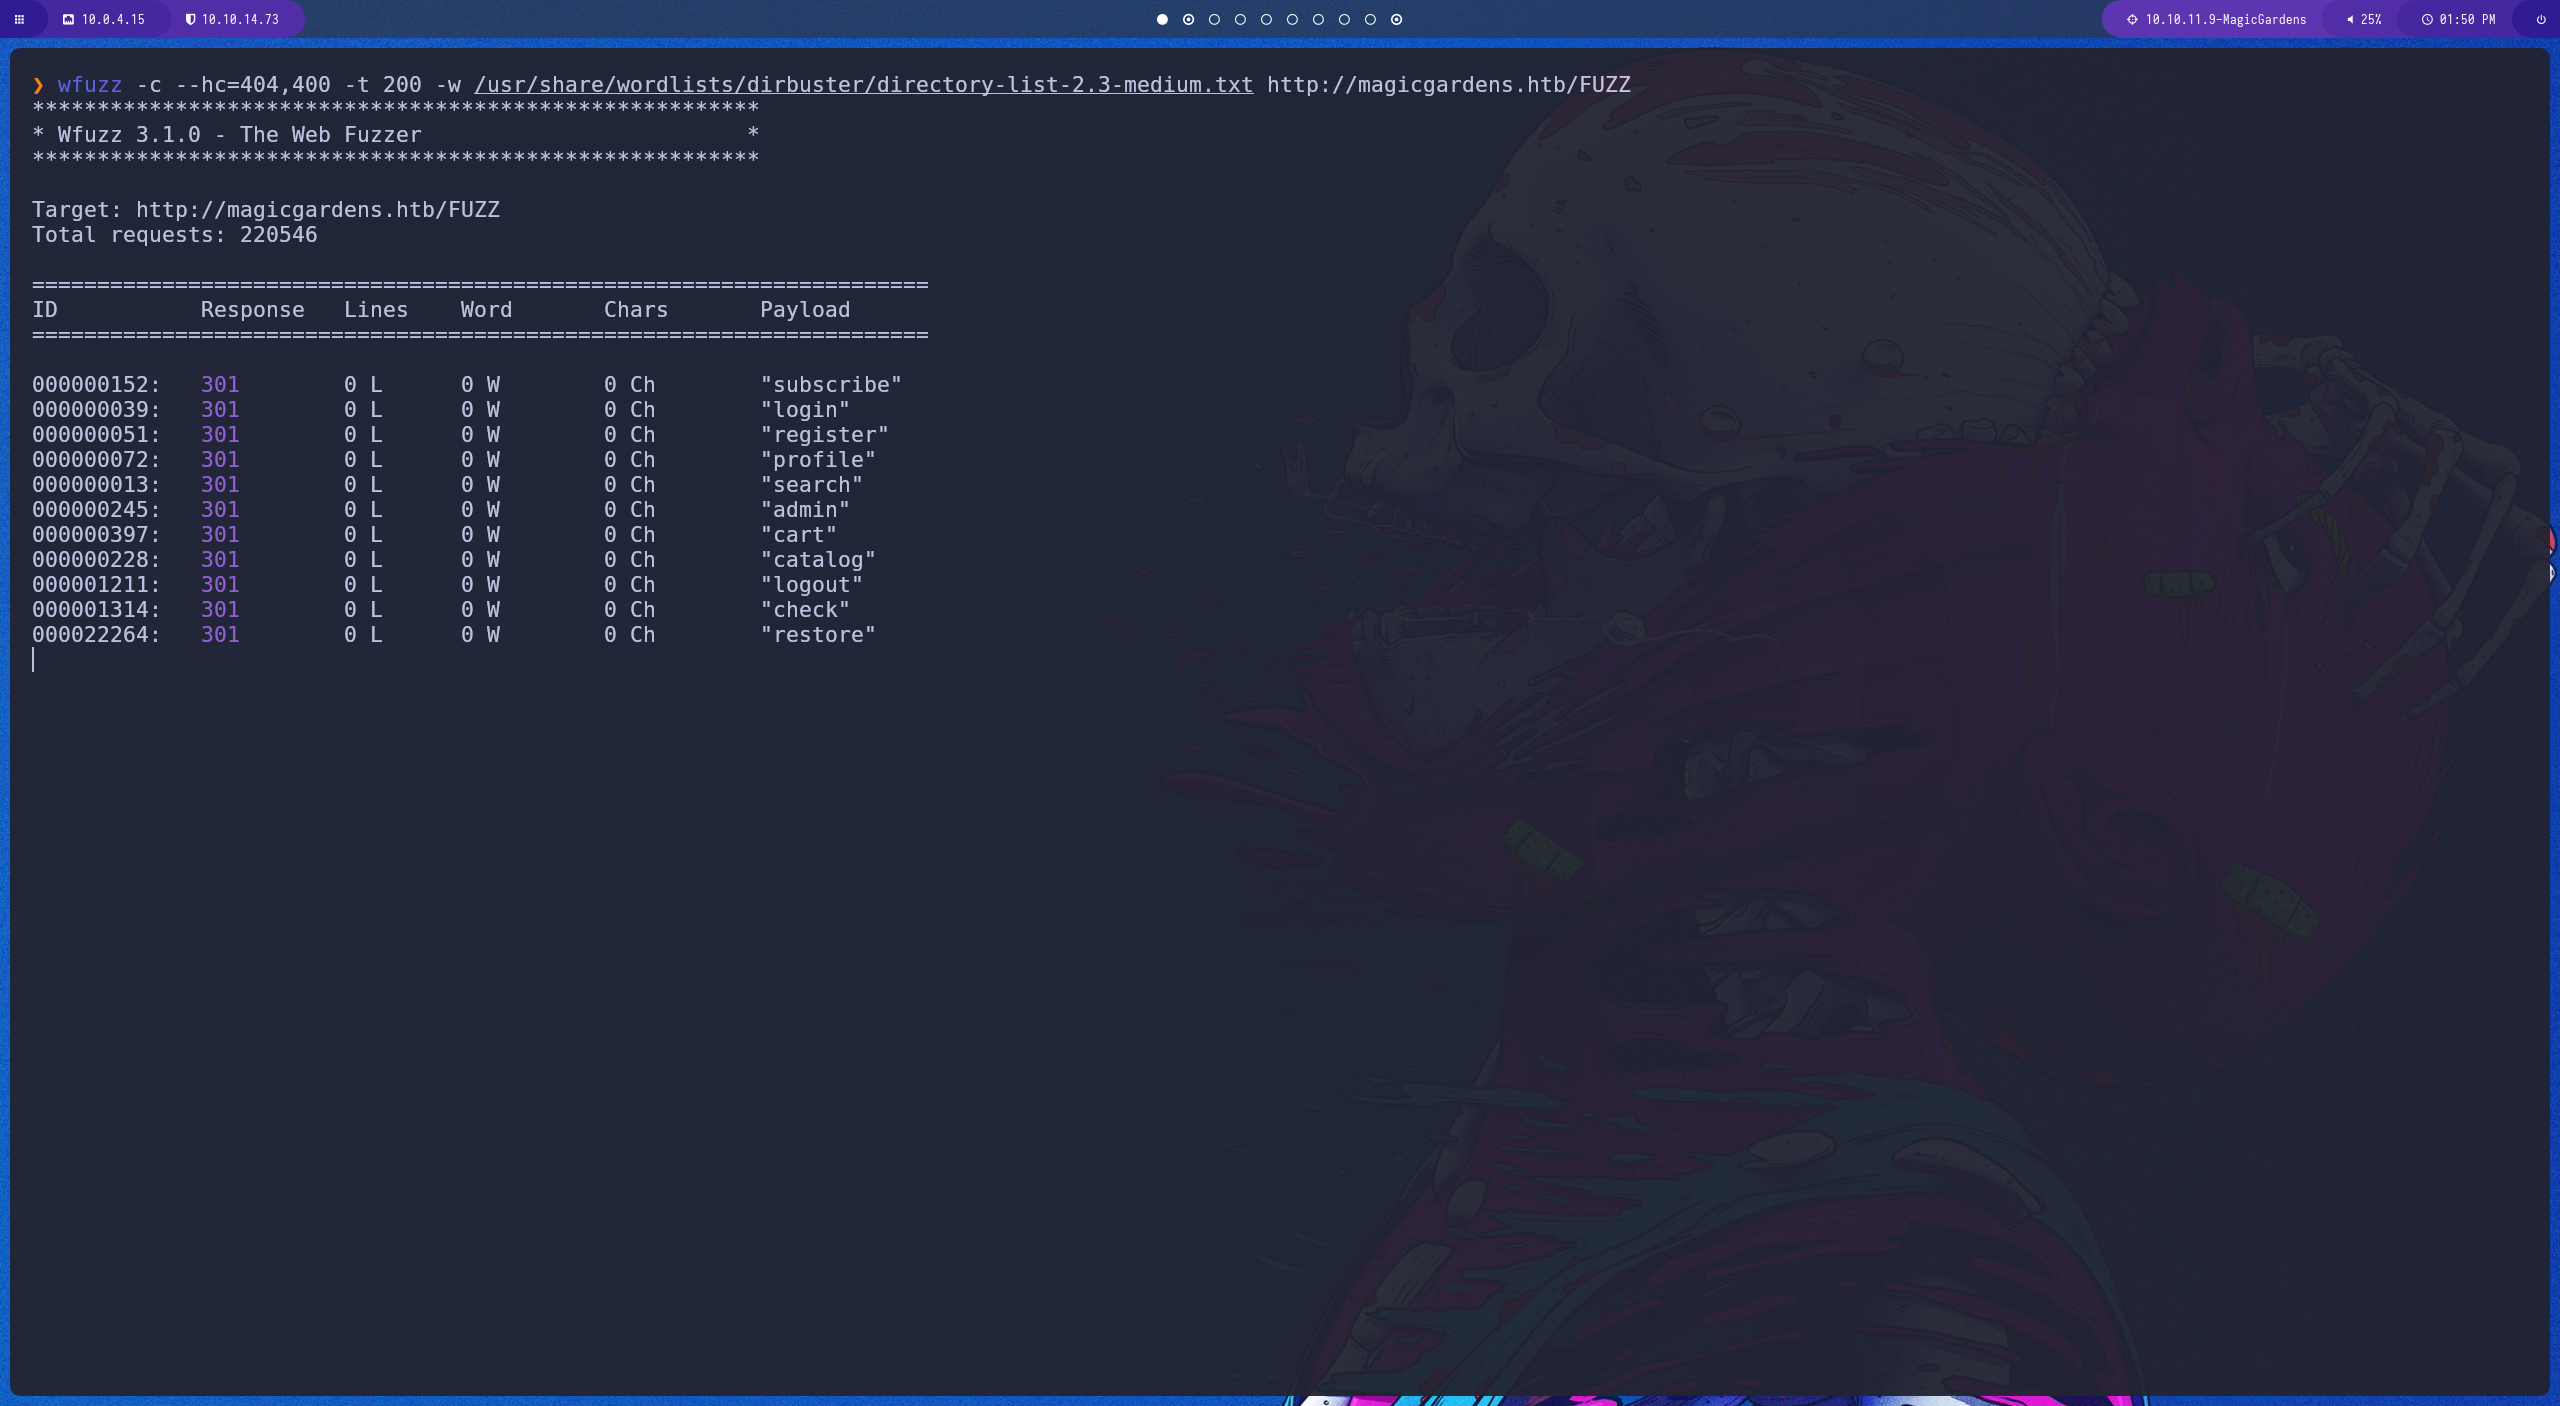 10.0.4.15 10.10.14.73 10.10.11.9-MagicGardens 25% 01:50 PM
❯ wfuzz -c --hc=404,400 -t 200 -w /usr/share/wordlists/dirbuster/directory-list-2.3-medium.txt http://magicgardens.htb/FUZZ
********************************************************
* Wfuzz 3.1.0 - The Web Fuzzer                         *
********************************************************
Target: http://magicgardens.htb/FUZZ
Total requests: 220546
=====================================================================
ID           Response   Lines    Word       Chars       Payload
=====================================================================
000000152:   301        0 L      0 W        0 Ch        "subscribe"
000000039:   301        0 L      0 W        0 Ch        "login"
000000051:   301        0 L      0 W        0 Ch        "register"
000000072:   301        0 L      0 W        0 Ch        "profile"
000000013:   301        0 L      0 W        0 Ch        "search"
000000245:   301        0 L      0 W        0 Ch        "admin"
000000397:   301        0 L      0 W        0 Ch        "cart"
000000228:   301        0 L      0 W        0 Ch        "catalog"
000001211:   301        0 L      0 W        0 Ch        "logout"
000001314:   301        0 L      0 W        0 Ch        "check"
000022264:   301        0 L      0 W        0 Ch        "restore"